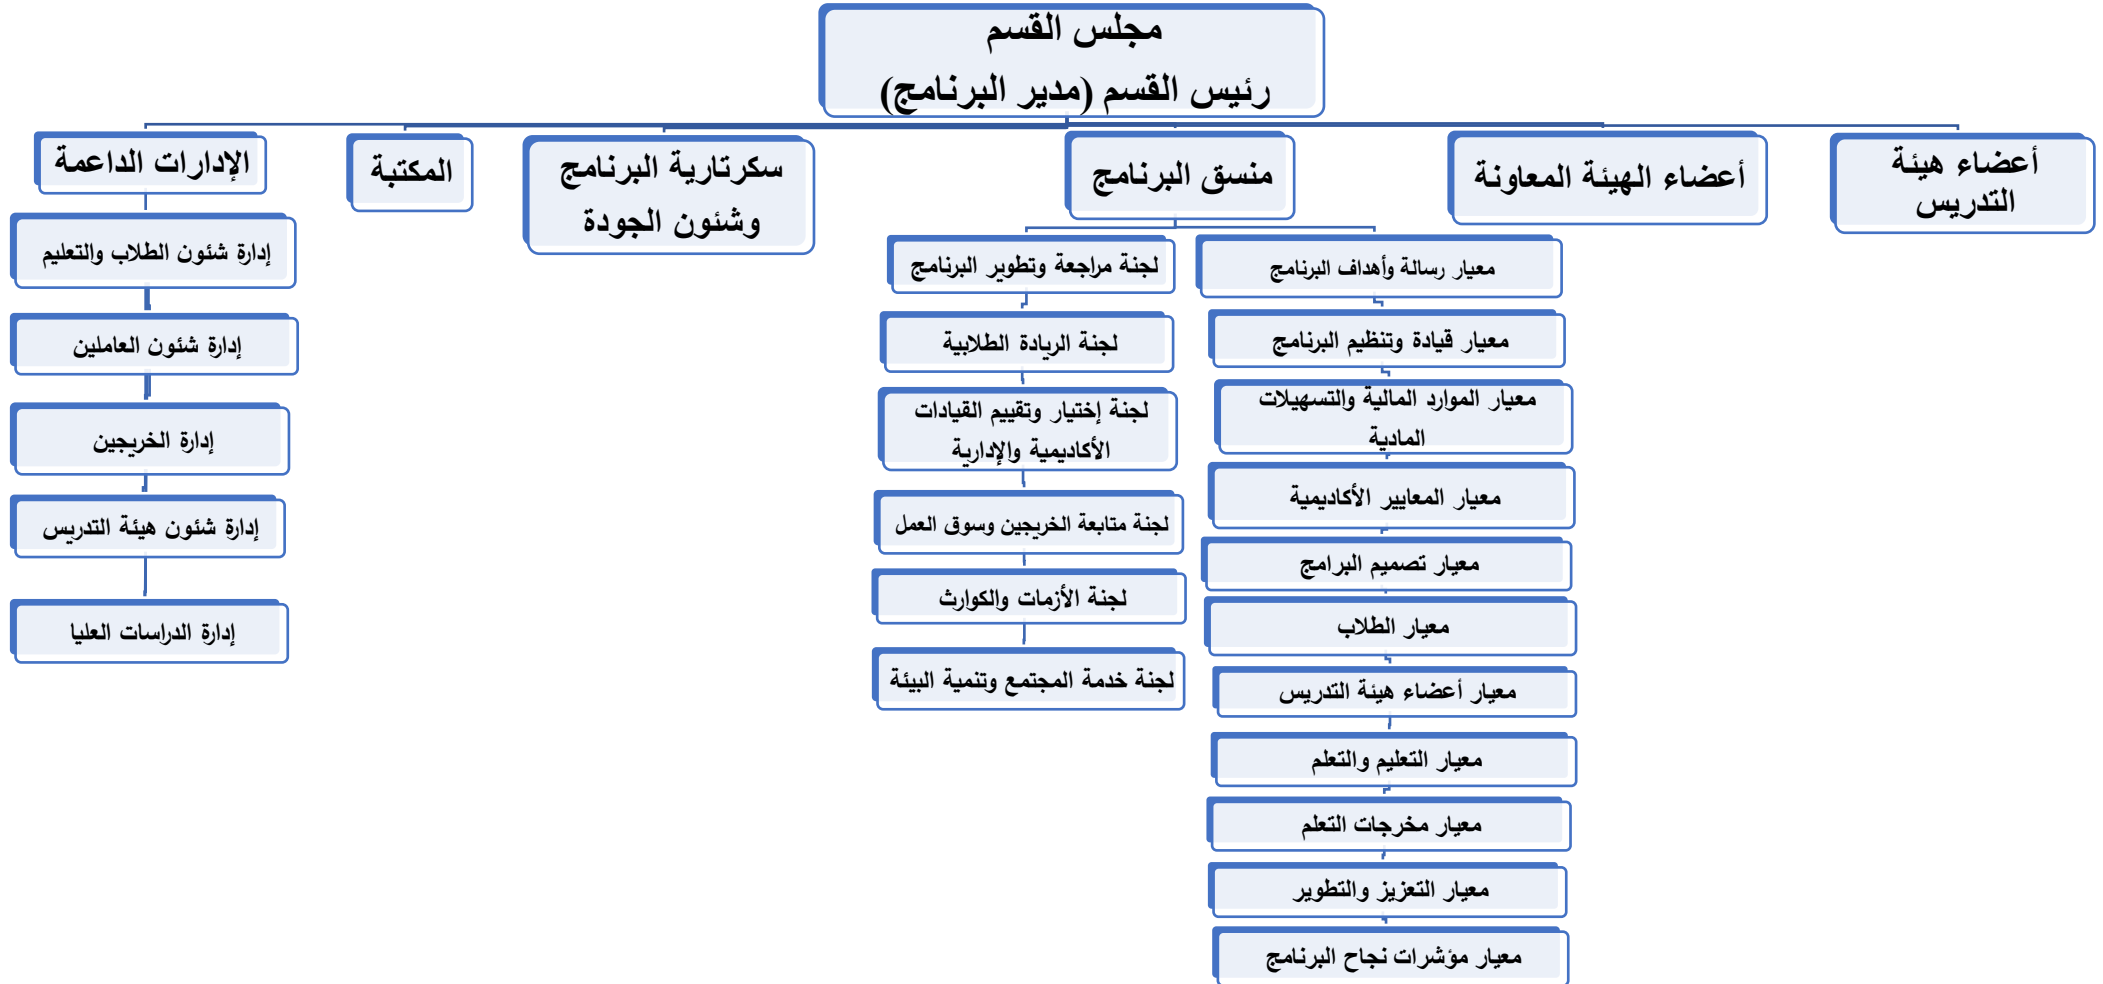 مجلس القسم
رئيس القسم (مدير البرنامج)
أعضاء هيئة
التدريس
أعضاء الهيئة المعاونة
منسق البرنامج
سكرتارية البرنامج
وشئون الجودة
المكتبة
الإدارات الداعمة
معيار رسالة وأهداف البرنامج
معيار قيادة وتنظيم البرنامج
معيار الموارد المالية والتسهيلات
المادية
معيار المعايير الأكاديمية
معيار تصميم البرامج
معيار الطلاب
معيار أعضاء هيئة التدريس
معيار التعليم والتعلم
معيار مخرجات التعلم
معيار التعزيز والتطوير
معيار مؤشرات نجاح البرنامج
لجنة مراجعة وتطوير البرنامج
لجنة الريادة الطلابية
لجنة إختيار وتقييم القيادات
الأكاديمية والإدارية
لجنة متابعة الخريجين وسوق العمل
لجنة الأزمات والكوارث
لجنة خدمة المجتمع وتنمية البيئة
إدارة شئون الطلاب والتعليم
إدارة شئون العاملين
إدارة الخريجين
إدارة شئون هيئة التدريس
إدارة الدراسات العليا